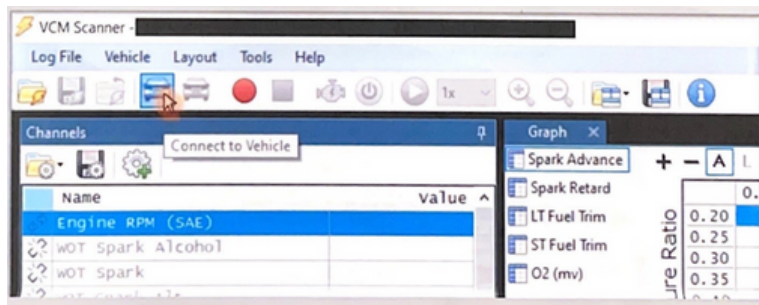 VCM Scanner -
Log File Vehicle Layout Tools Help
1x
Channels
Connect to Vehicle
Name Value
Engine RPM (SAE)
WOT Spark Alcohol
WOT Spark
Graph ×
Spark Advance
Spark Retard
LT Fuel Trim
ST Fuel Trim
O2 (mv)
+ − A L
0.
0.20
0.25
0.30
0.35
ure Ratio